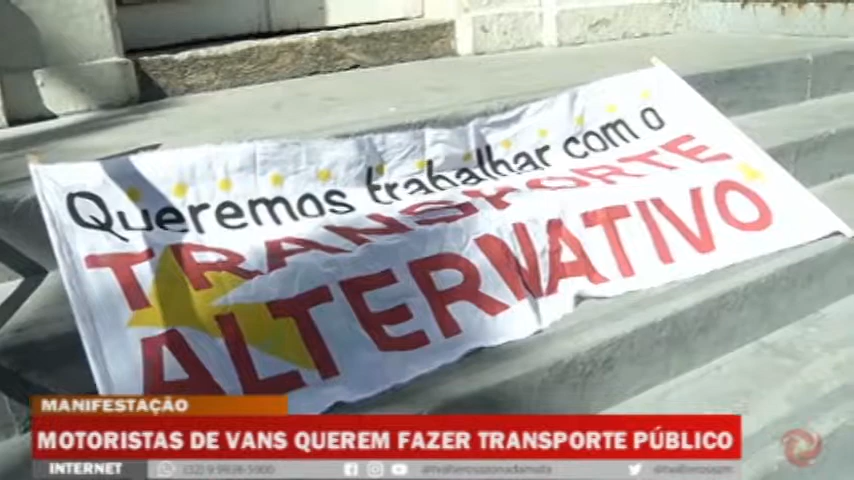 Queremos trabalhar com o
TRANSPORTE
ALTERNATIVO
MANIFESTAÇÃO
MOTORISTAS DE VANS QUEREM FAZER TRANSPORTE PÚBLICO
INTERNET